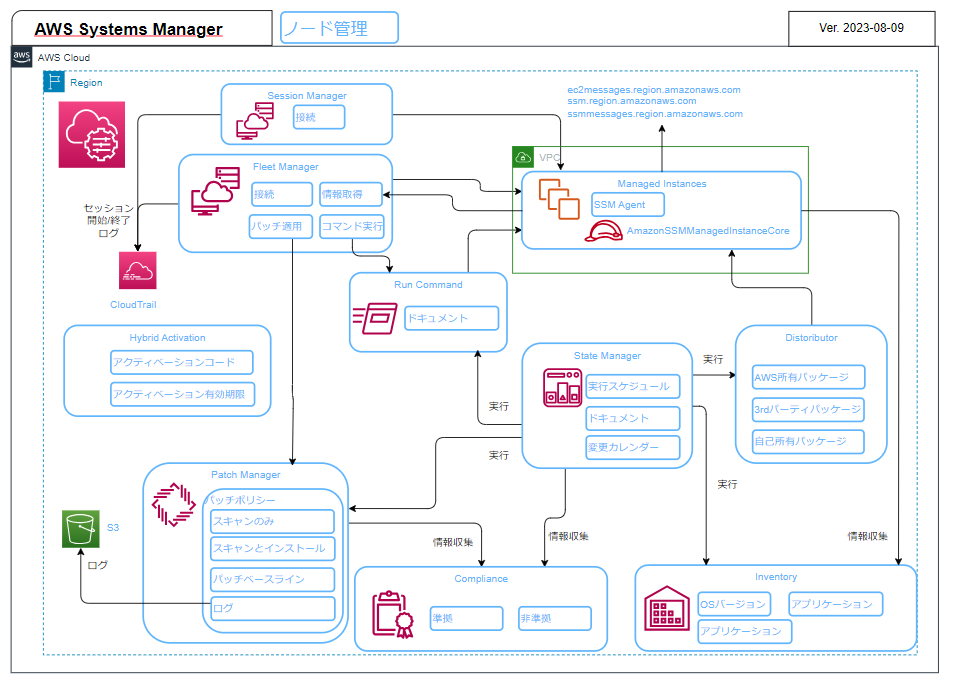 AWS Systems Manager
ノード管理
Ver. 2023-08-09
aws
AWS Cloud
Region
Session Manager
接続
ec2messages.region.amazonaws.com
ssm.region.amazonaws.com
ssmmessages.region.amazonaws.com
Fleet Manager
接続
情報取得
パッチ適用
コマンド実行
VPC
Managed Instances
SSM Agent
AmazonSSMManagedInstanceCore
セッション
開始/終了
ログ
CloudTrail
Run Command
ドキュメント
Hybrid Activation
アクティベーションコード
アクティベーション有効期限
State Manager
実行スケジュール
ドキュメント
変更カレンダー
実行
Distoributor
AWS所有パッケージ
3rdパーティパッケージ
自己所有パッケージ
実行
実行
実行
Patch Manager
パッチポリシー
スキャンのみ
スキャンとインストール
パッチベースライン
ログ
S3
ログ
情報収集
情報収集
情報収集
Compliance
準拠
非準拠
Inventory
OSバージョン
アプリケーション
アプリケーション